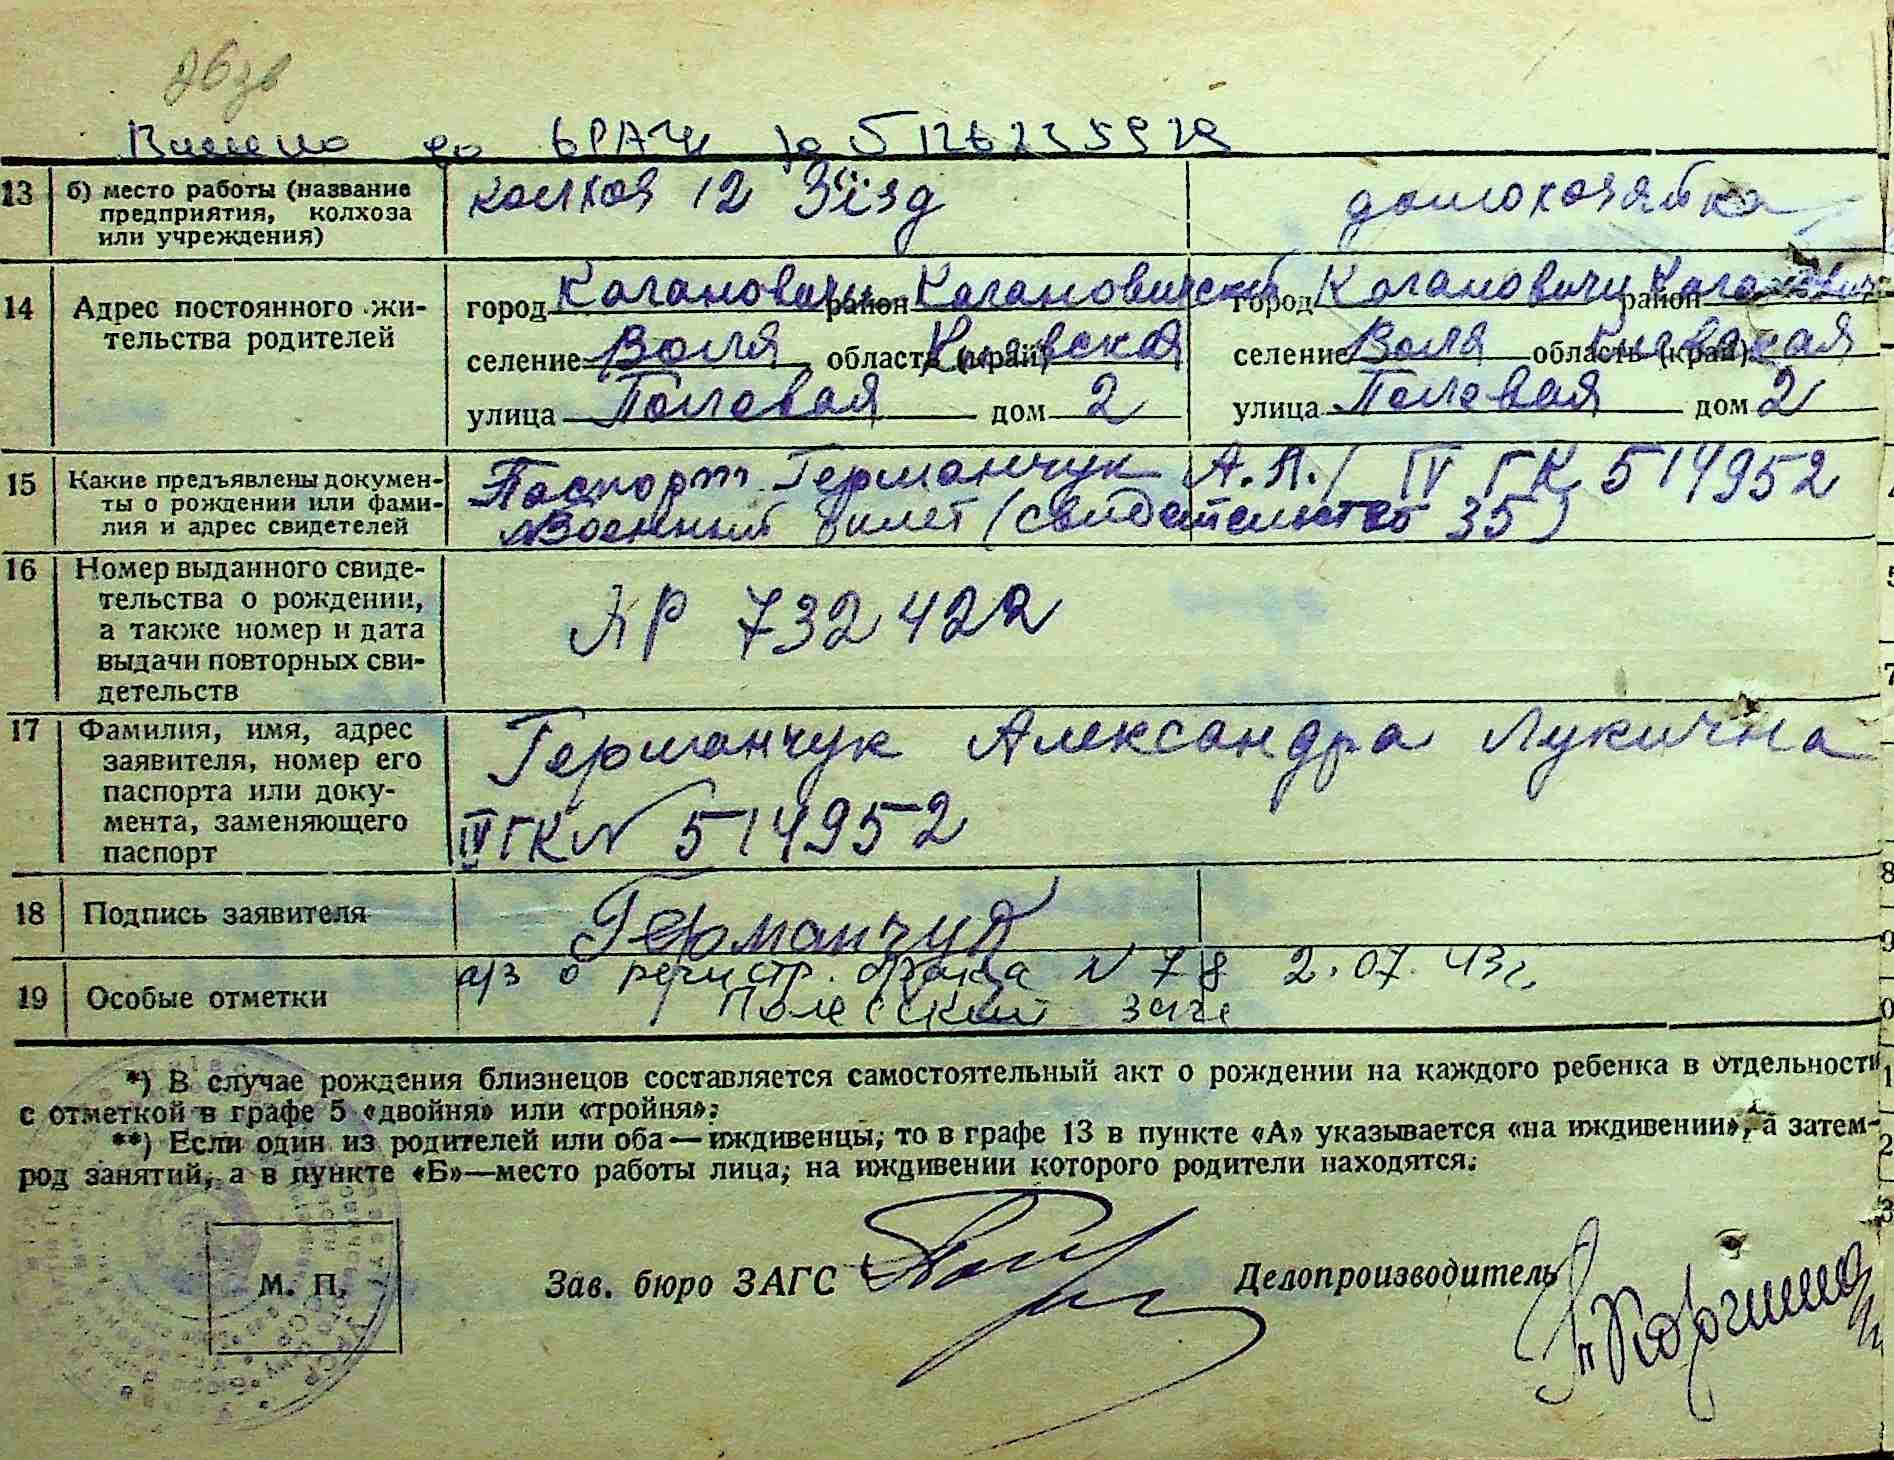 Внесено до ДРАЦС за № 126235929
13 б) место работы (название предприятия, колхоза или учреждения) колхоз 12 Зїізд домохозяйка
14 Адрес постоянного жительства родителей
город Кагановичи район Кагановичский город Кагановичи район
селение Воля область (край) Киевская селение Воля область (край) Киевская
улица Полевая дом 2 улица Полевая дом 2
15 Какие предъявлены документы о рождении или фамилия и адрес свидетелей
Паспорт Германчук А.Л. IV ГК 514952
Военный билет (свидетельство 35)
16 Номер выданного свидетельства о рождении, а также номер и дата выдачи повторных свидетельств
732422
17 Фамилия, имя, адрес заявителя, номер его паспорта или документа, заменяющего паспорт
Германчук Александра Лукична
IV ГК N 514952
18 Подпись заявителя Германчук
19 Особые отметки
а/з о регистр. брака N 78 2.07.43г.
Полесский загс
*) В случае рождения близнецов составляется самостоятельный акт о рождении на каждого ребенка в отдельности
с отметкой в графе 5 «двойня» или «тройня».
**) Если один из родителей или оба—иждивенцы, то в графе 13 в пункте «А» указывается «на иждивении», а затем—
род занятий, а в пункте «Б»—место работы лица, на иждивении которого родители находятся.
М. П.
Зав. бюро ЗАГС
Делопроизводитель